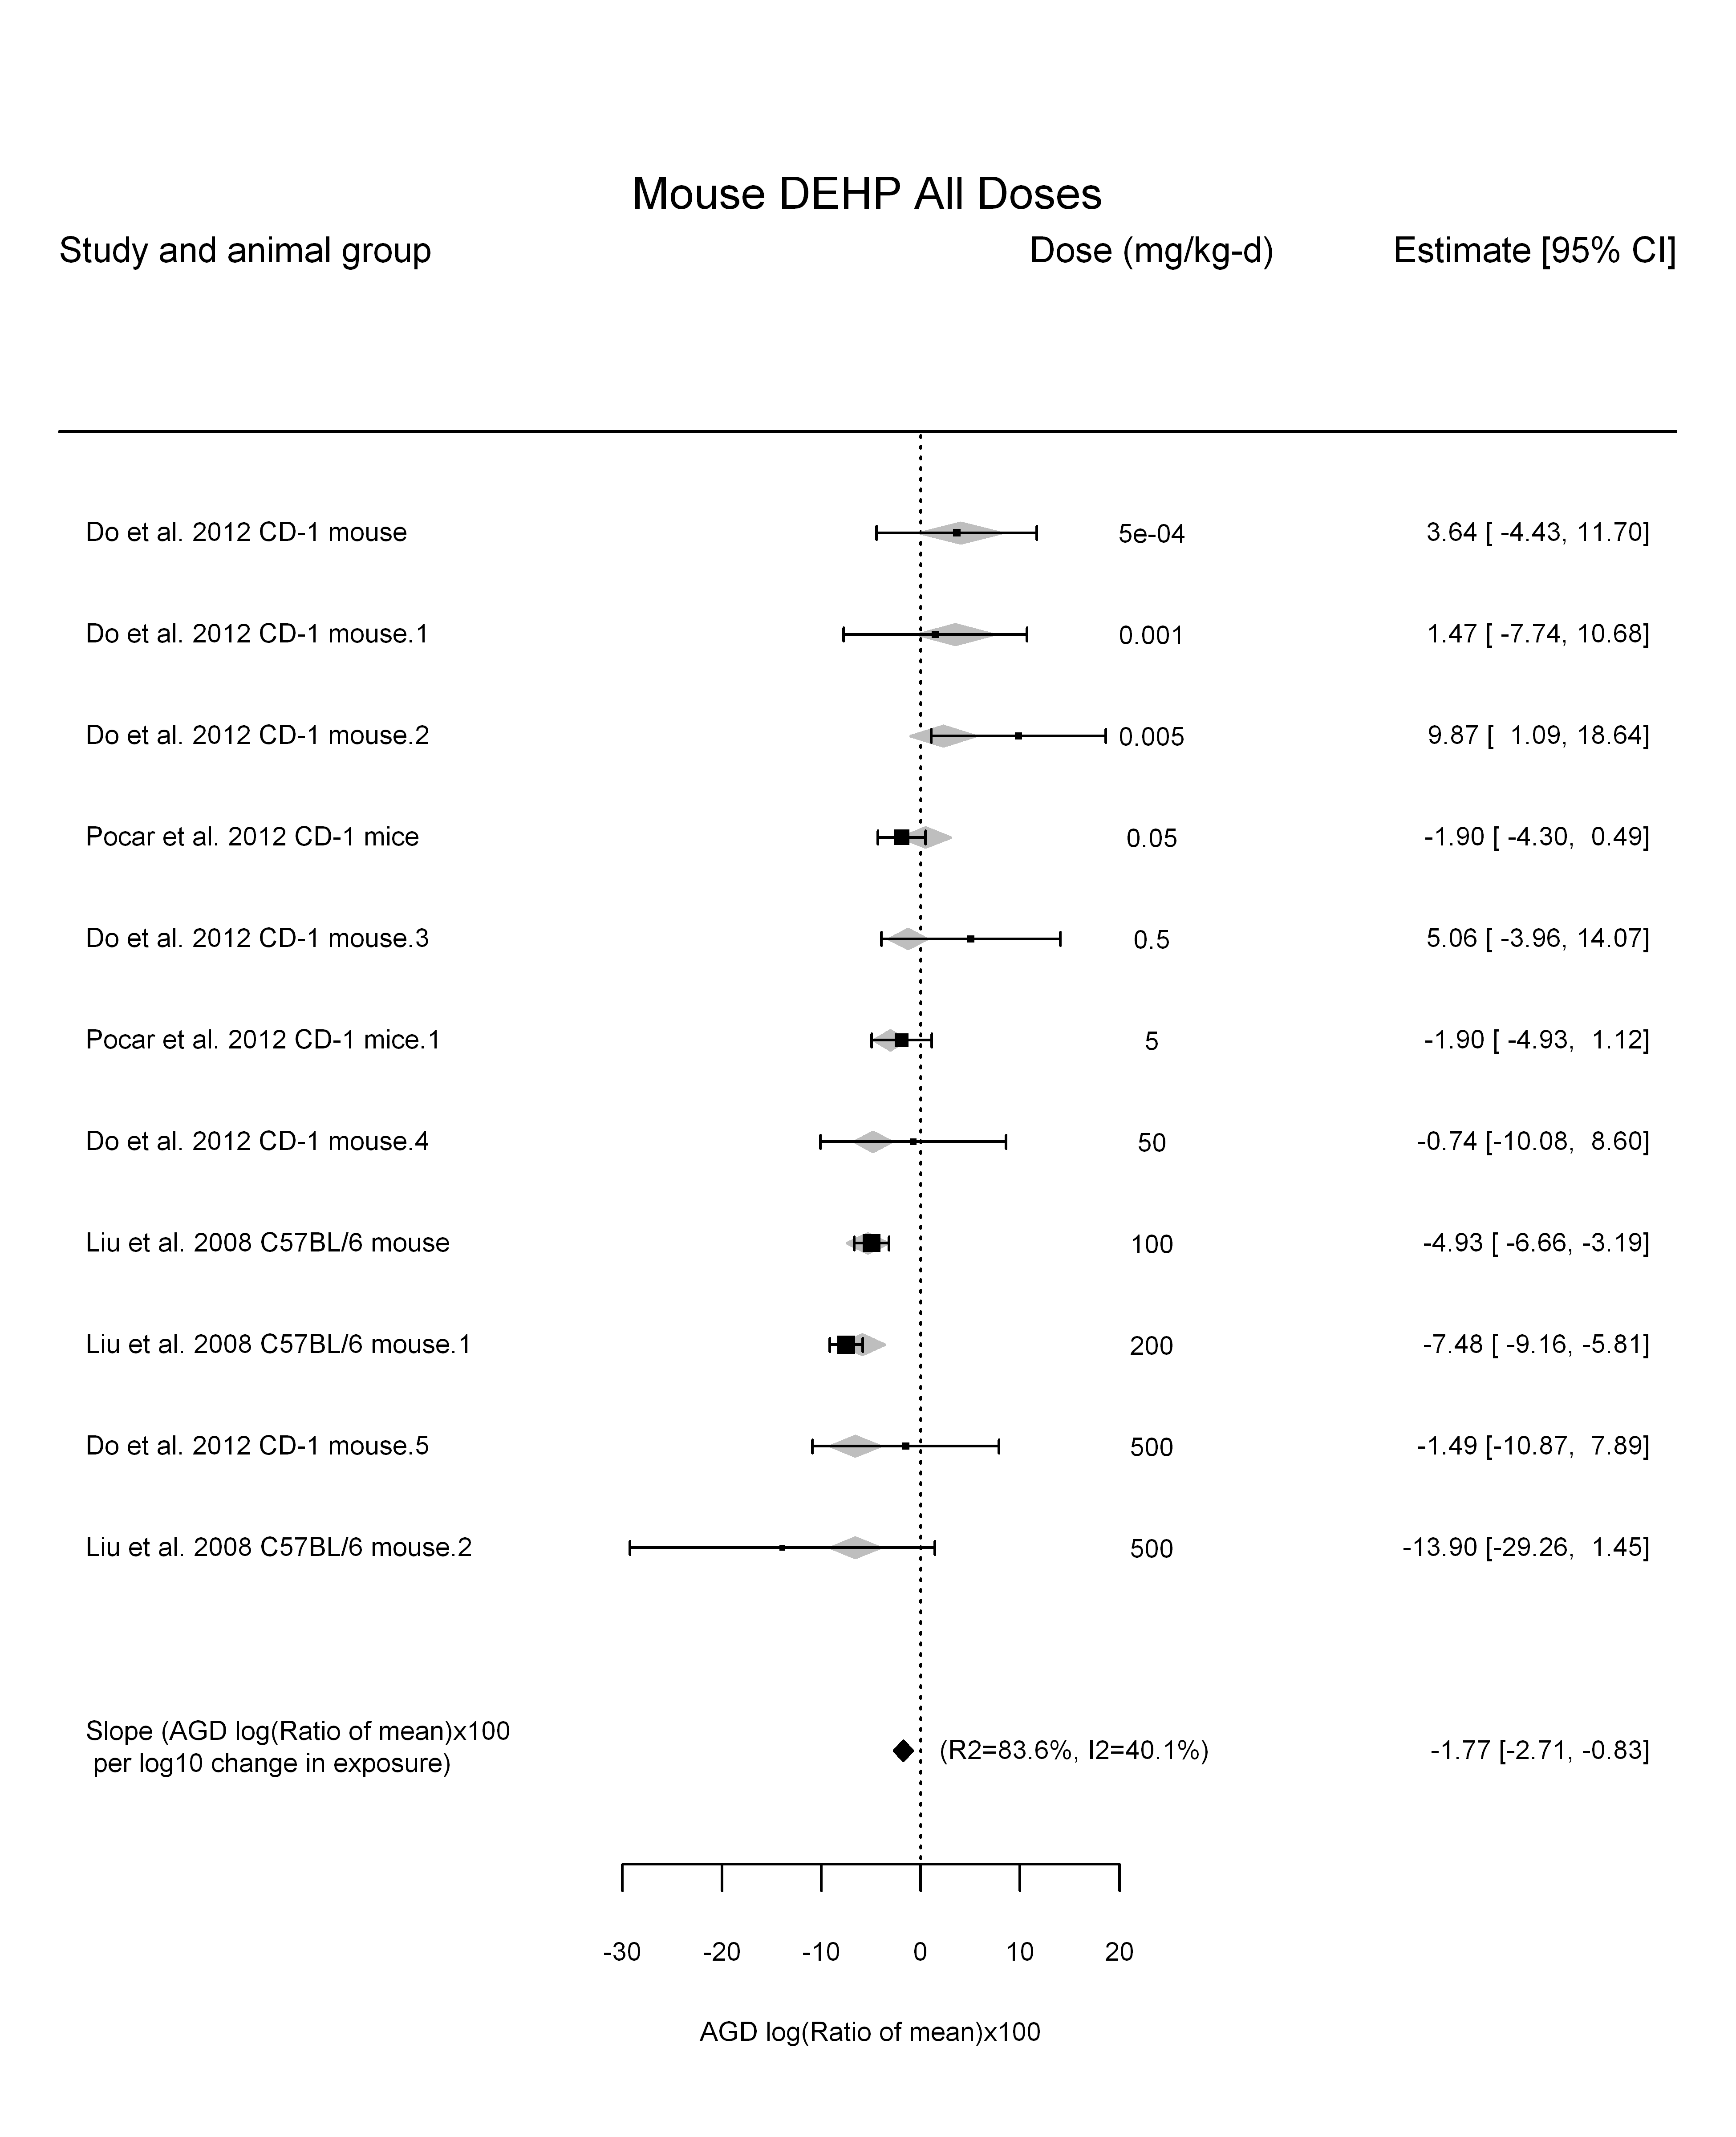 Mouse DEHP All Doses
Study and animal group Dose (mg/kg-d) Estimate [95% CI]
Do et al. 2012 CD-1 mouse 5e-04 3.64 [ -4.43, 11.70]
Do et al. 2012 CD-1 mouse.1 0.001 1.47 [ -7.74, 10.68]
Do et al. 2012 CD-1 mouse.2 0.005 9.87 [  1.09, 18.64]
Pocar et al. 2012 CD-1 mice 0.05 -1.90 [ -4.30,  0.49]
Do et al. 2012 CD-1 mouse.3 0.5 5.06 [ -3.96, 14.07]
Pocar et al. 2012 CD-1 mice.1 5 -1.90 [ -4.93,  1.12]
Do et al. 2012 CD-1 mouse.4 50 -0.74 [-10.08,  8.60]
Liu et al. 2008 C57BL/6 mouse 100 -4.93 [ -6.66, -3.19]
Liu et al. 2008 C57BL/6 mouse.1 200 -7.48 [ -9.16, -5.81]
Do et al. 2012 CD-1 mouse.5 500 -1.49 [-10.87,  7.89]
Liu et al. 2008 C57BL/6 mouse.2 500 -13.90 [-29.26,  1.45]
Slope (AGD log(Ratio of mean)x100
per log10 change in exposure) (R2=83.6%, I2=40.1%) -1.77 [-2.71, -0.83]
-30 -20 -10 0 10 20
AGD log(Ratio of mean)x100